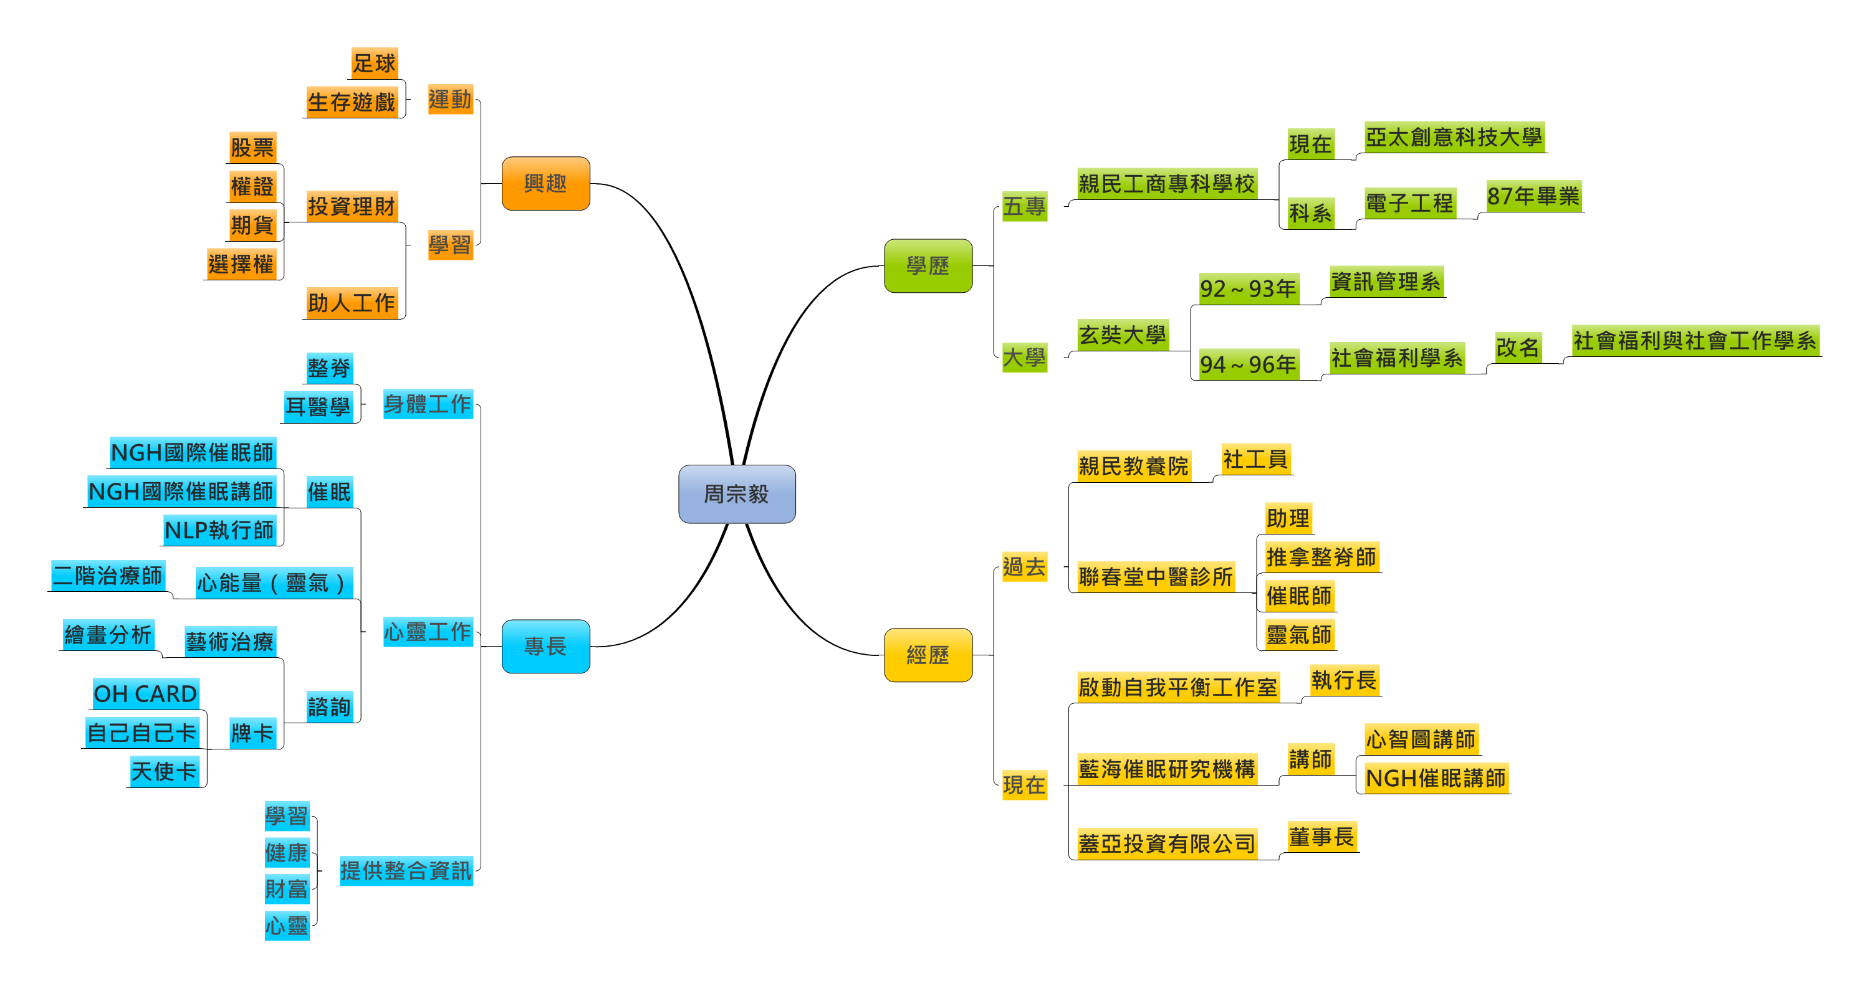 周宗毅
興趣
運動
足球
生存遊戲
學習
投資理財
股票
權證
期貨
選擇權
助人工作
專長
身體工作
整脊
耳醫學
心靈工作
催眠
NGH國際催眠師
NGH國際催眠講師
NLP執行師
心能量（靈氣）
二階治療師
諮詢
藝術治療
繪畫分析
牌卡
OH CARD
自己自己卡
天使卡
提供整合資訊
學習
健康
財富
心靈
學歷
五專
親民工商專科學校
現在
亞太創意科技大學
科系
電子工程
87年畢業
大學
玄奘大學
92～93年
資訊管理系
94～96年
社會福利學系
改名
社會福利與社會工作學系
經歷
過去
親民教養院
社工員
聯春堂中醫診所
助理
推拿整脊師
催眠師
靈氣師
現在
啟動自我平衡工作室
執行長
藍海催眠研究機構
講師
心智圖講師
NGH催眠講師
蓋亞投資有限公司
董事長